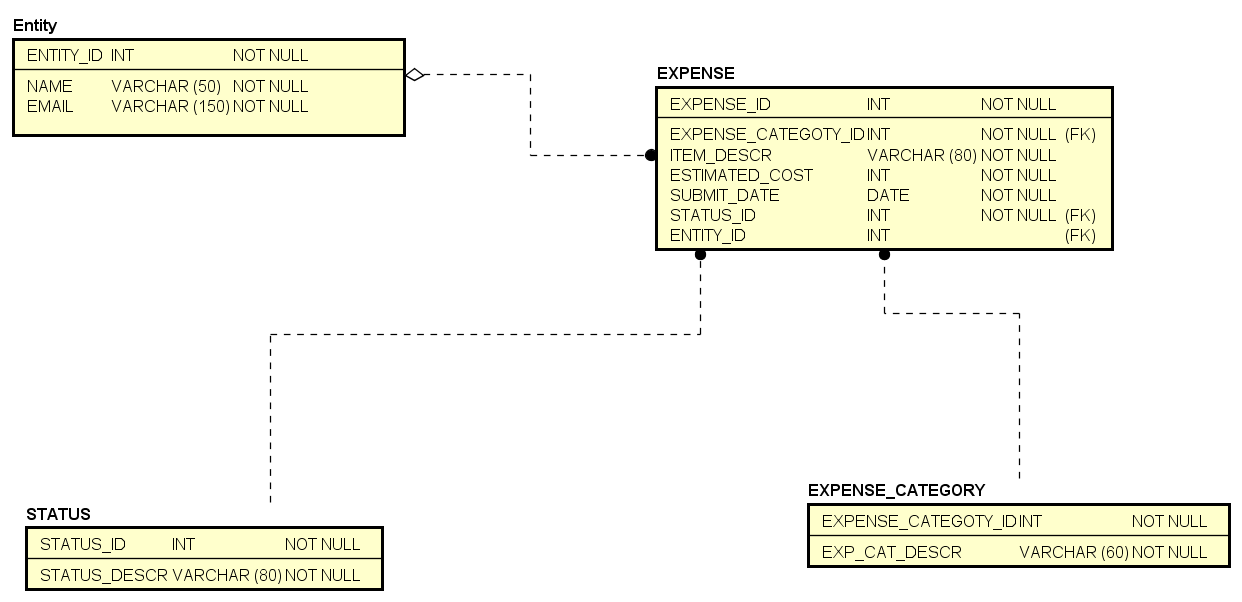 Entity
ENTITY_ID INT NOT NULL
NAME VARCHAR (50) NOT NULL
EMAIL VARCHAR (150) NOT NULL
EXPENSE
EXPENSE_ID INT NOT NULL
EXPENSE_CATEGOTY_ID INT NOT NULL (FK)
ITEM_DESCR VARCHAR (80) NOT NULL
ESTIMATED_COST INT NOT NULL
SUBMIT_DATE DATE NOT NULL
STATUS_ID INT NOT NULL (FK)
ENTITY_ID INT (FK)
STATUS
STATUS_ID INT NOT NULL
STATUS_DESCR VARCHAR (80) NOT NULL
EXPENSE_CATEGORY
EXPENSE_CATEGOTY_ID INT NOT NULL
EXP_CAT_DESCR VARCHAR (60) NOT NULL